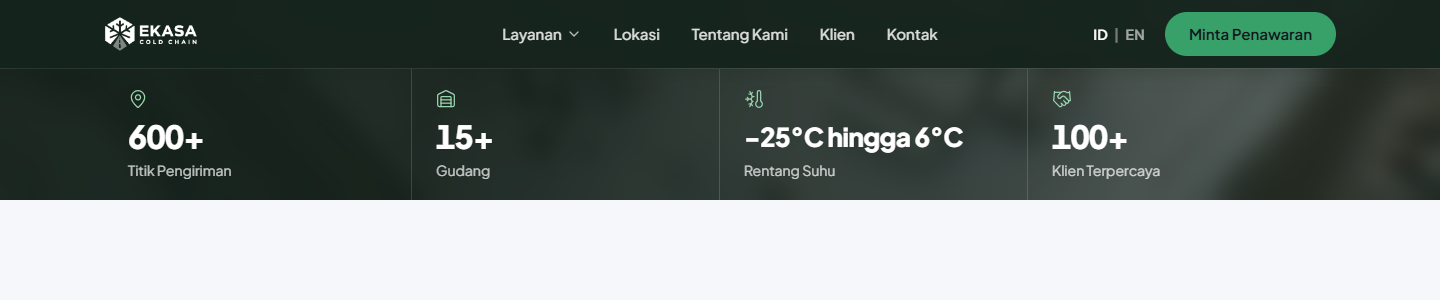 EKASA
COLD CHAIN
Layanan
Lokasi
Tentang Kami
Klien
Kontak
ID | EN
Minta Penawaran
600+
Titik Pengiriman
15+
Gudang
-25°C hingga 6°C
Rentang Suhu
100+
Klien Terpercaya